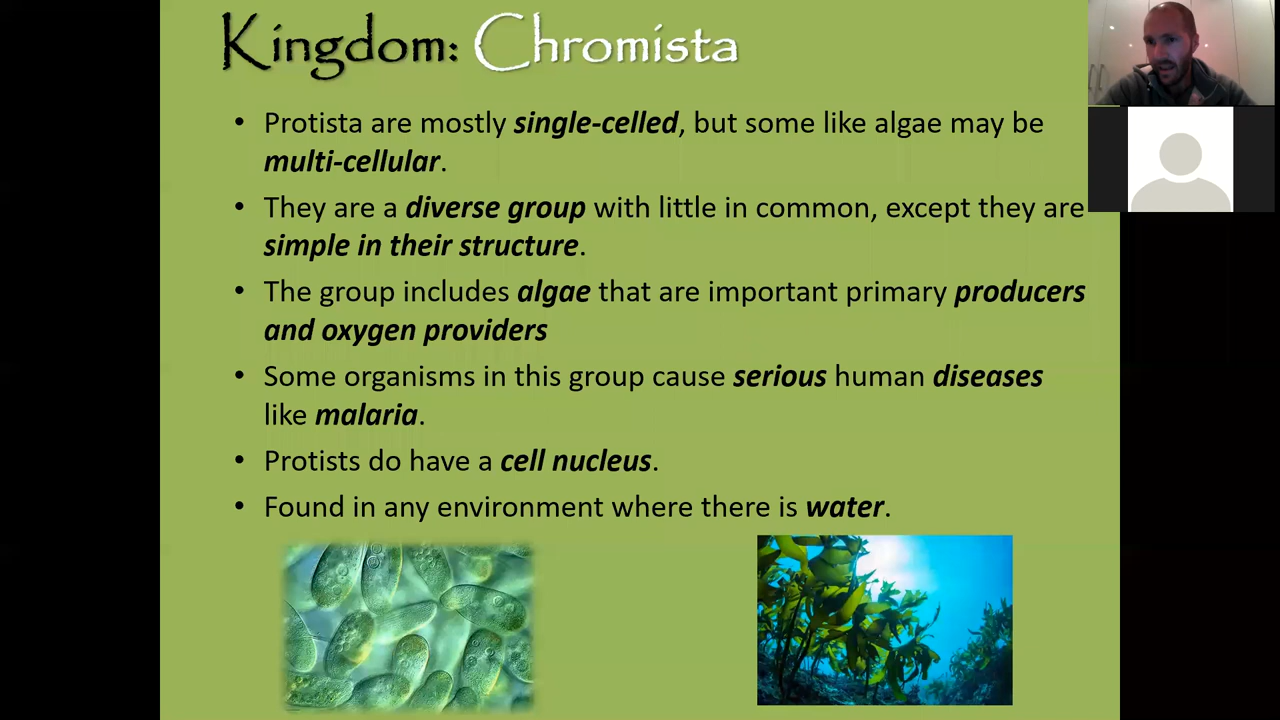 Kingdom: Chromista
• Protista are mostly single-celled, but some like algae may be
multi-cellular.
• They are a diverse group with little in common, except they are
simple in their structure.
• The group includes algae that are important primary producers
and oxygen providers
• Some organisms in this group cause serious human diseases
like malaria.
• Protists do have a cell nucleus.
• Found in any environment where there is water.